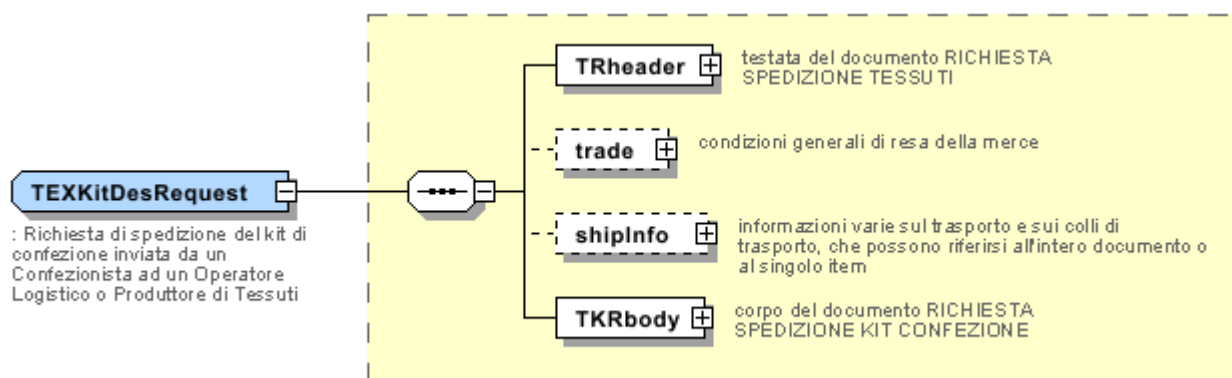 TRheader
testata del documento RICHIESTA
SPEDIZIONE TESSUTI
trade
condizioni generali di resa della merce
TEXKitDesRequest
: Richiesta di spedizione del kit di
confezione inviata da un
Confezionista ad un Operatore
Logistico o Produttore di Tessuti
shipInfo
informazioni varie sul trasporto e sui colli di
trasporto, che possono riferirsi all'intero documento o
al singolo item
TKRbody
corpo del documento RICHIESTA
SPEDIZIONE KIT CONFEZIONE